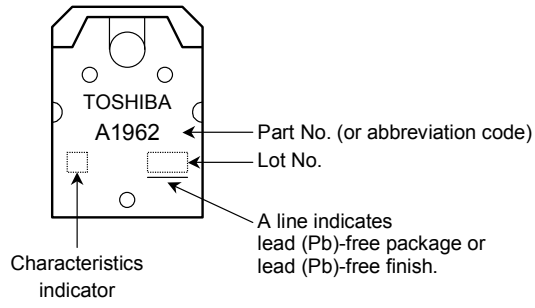 TOSHIBA
A1962
Part No. (or abbreviation code)
Lot No.
A line indicates
lead (Pb)-free package or
lead (Pb)-free finish.
Characteristics
indicator